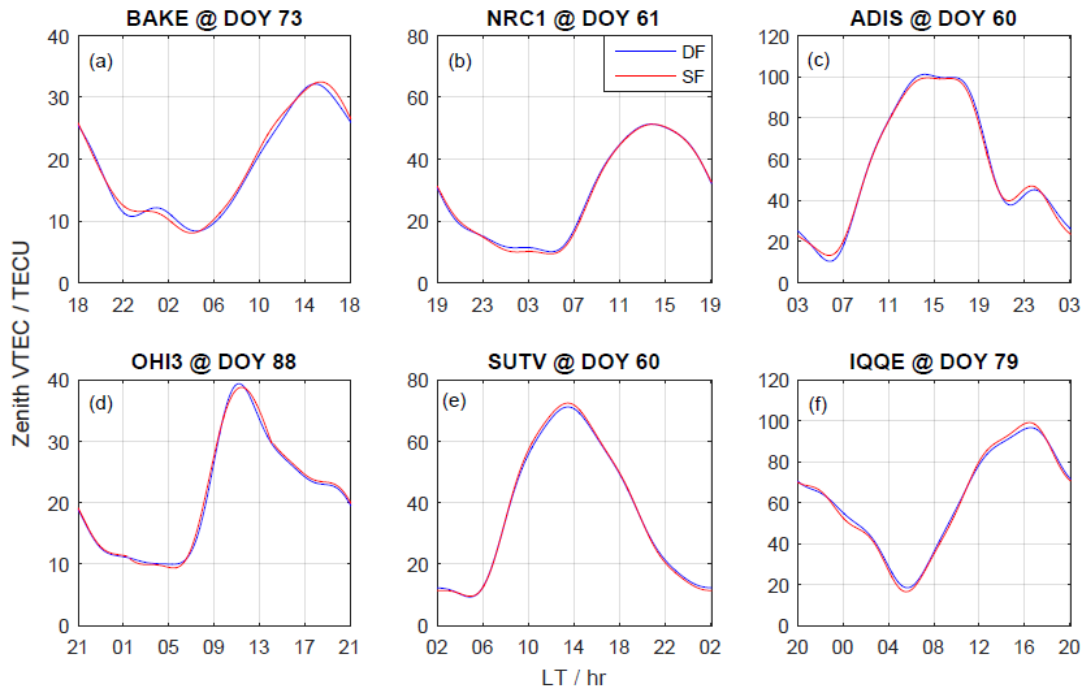 BAKE @ DOY 73
NRC1 @ DOY 61
ADIS @ DOY 60
40
30
20
10
0
(a)
18 22 02 06 10 14 18
80
60
40
20
0
(b)
DF
SF
19 23 03 07 11 15 19
120
100
80
60
40
20
0
(c)
03 07 11 15 19 23 03
Zenith VTEC / TECU
OHI3 @ DOY 88
SUTV @ DOY 60
IQQE @ DOY 79
40
30
20
10
0
(d)
21 01 05 09 13 17 21
80
60
40
20
0
(e)
02 06 10 14 18 22 02
120
100
80
60
40
20
0
(f)
20 00 04 08 12 16 20
LT / hr